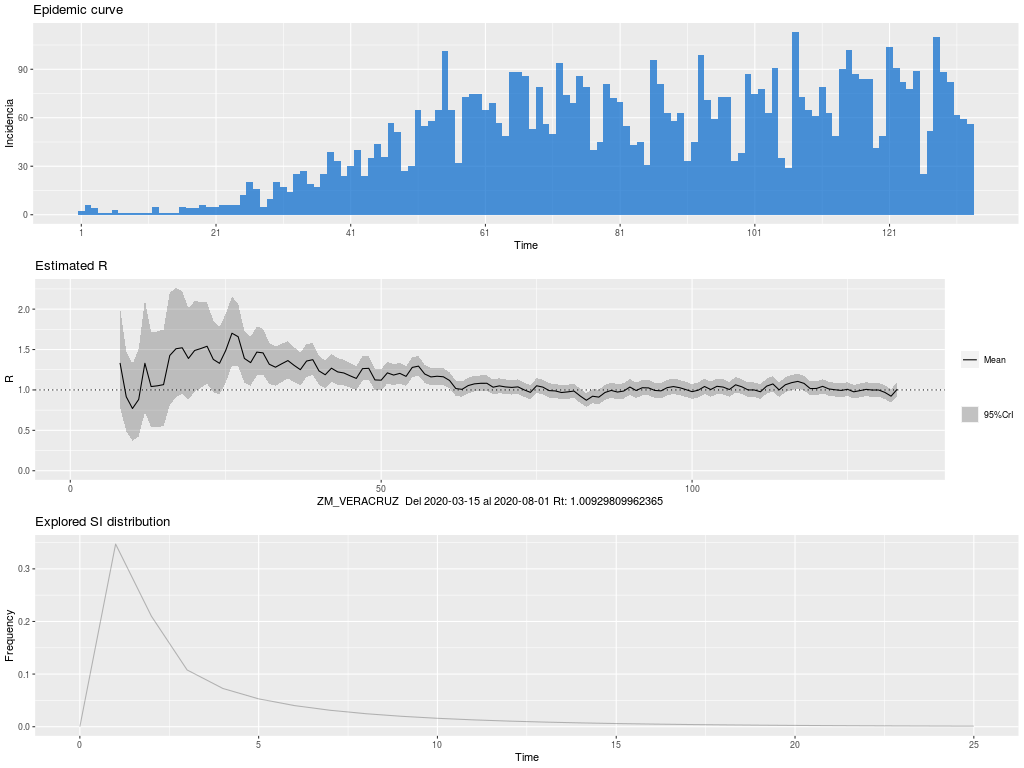 Epidemic curve
Incidencia
90
60
30
0
1 21 41 61 81 101 121
Time
Estimated R
R
2.0
1.5
1.0
0.5
0.0
0 50 100
Mean
95%CrI
ZM_VERACRUZ Del 2020-03-15 al 2020-08-01 Rt: 1.00929809962365
Explored SI distribution
Frequency
0.3
0.2
0.1
0.0
0 5 10 15 20 25
Time